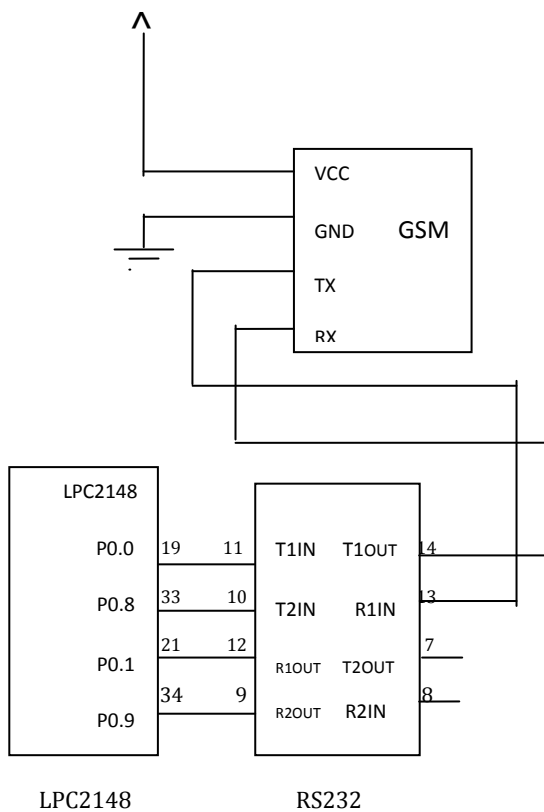 VCC
GND GSM
TX
RX
LPC2148
P0.0 19 11 T1IN T1OUT 14
P0.8 33 10 T2IN R1IN 13
P0.1 21 12 R1OUT T2OUT 7
P0.9 34 9 R2OUT R2IN 8
LPC2148 RS232